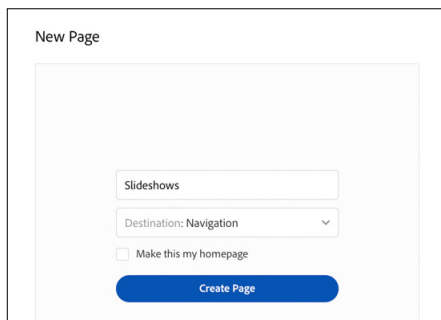 New Page
Slideshows
Destination: Navigation
Make this my homepage
Create Page